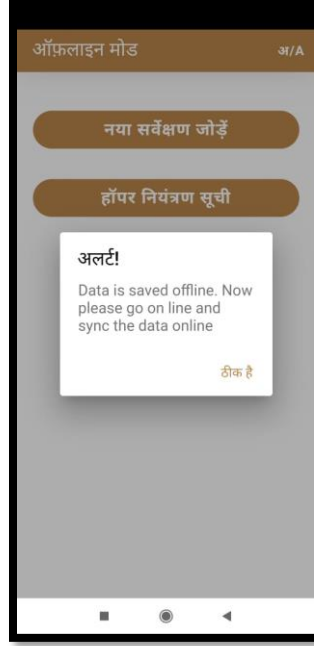 ऑफ़लाइन मोड
अ/A
नया सर्वेक्षण जोड़ें
हॉपर नियंत्रण सूची
अलर्ट!
Data is saved offline. Now
please go on line and
sync the data online
ठीक है